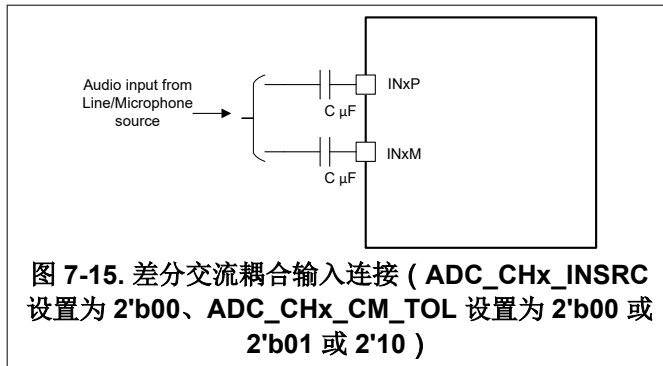 Audio input from
Line/Microphone
source
INxP
C µF
INxM
C µF
图 7-15. 差分交流耦合输入连接（ADC_CHx_INSRC
设置为 2'b00、ADC_CHx_CM_TOL 设置为 2'b00 或
2'b01 或 2'10）